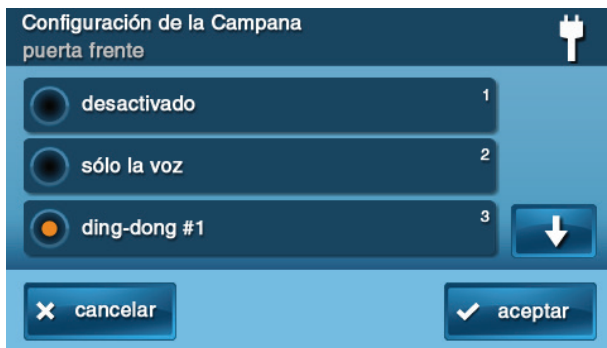 Configuración de la Campana
puerta frente
desactivado 1
sólo la voz 2
ding-dong #1 3
cancelar
aceptar